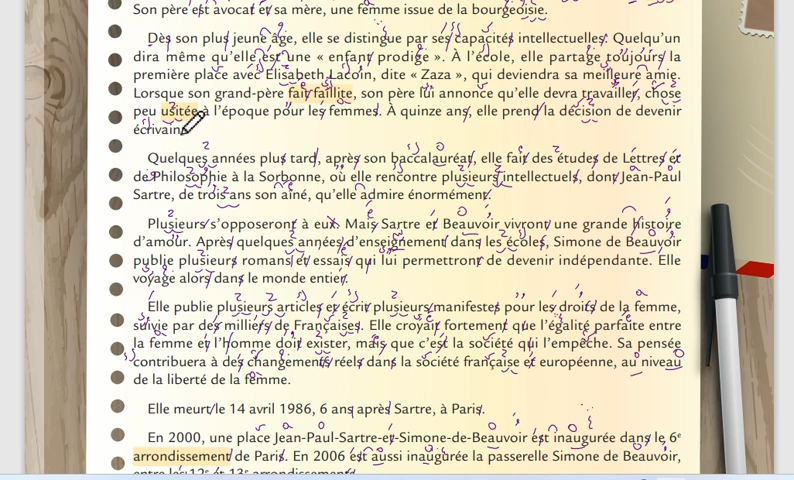 Son père est avocat et sa mère, une femme issue de la bourgeoisie.
Dès son plus jeune âge, elle se distingue par ses capacités intellectuelles. Quelqu'un
dira même qu'elle est une « enfant prodige ». À l'école, elle partage toujours la
première place avec Elisabeth Lacoin, dite « Zaza », qui deviendra sa meilleure amie.
Lorsque son grand-père fait faillite, son père lui annonce qu'elle devra travailler, chose
peu usitée à l'époque pour les femmes. À quinze ans, elle prend la décision de devenir
écrivain.
Quelques années plus tard, après son baccalauréat, elle fait des études de Lettres et
de Philosophie à la Sorbonne, où elle rencontre plusieurs intellectuels, dont Jean-Paul
Sartre, de trois ans son aîné, qu'elle admire énormément.
Plusieurs s'opposeront à eux. Mais Sartre et Beauvoir vivront une grande histoire
d'amour. Après quelques années d'enseignement dans les écoles, Simone de Beauvoir
publie plusieurs romans et essais qui lui permettront de devenir indépendante. Elle
voyage alors dans le monde entier.
Elle publie plusieurs articles et écrit plusieurs manifestes pour les droits de la femme,
suivie par des milliers de Françaises. Elle croyait fortement que l'égalité parfaite entre
la femme et l'homme doit exister, mais que c'est la société qui l'empêche. Sa pensée
contribuera à des changements réels dans la société française et européenne, au niveau
de la liberté de la femme.
Elle meurt le 14 avril 1986, 6 ans après Sartre, à Paris.
En 2000, une place Jean-Paul-Sartre-et-Simone-de-Beauvoir est inaugurée dans le 6e
arrondissement de Paris. En 2006 est aussi inaugurée la passerelle Simone de Beauvoir,
entre les 12e et 13e arrondissements.